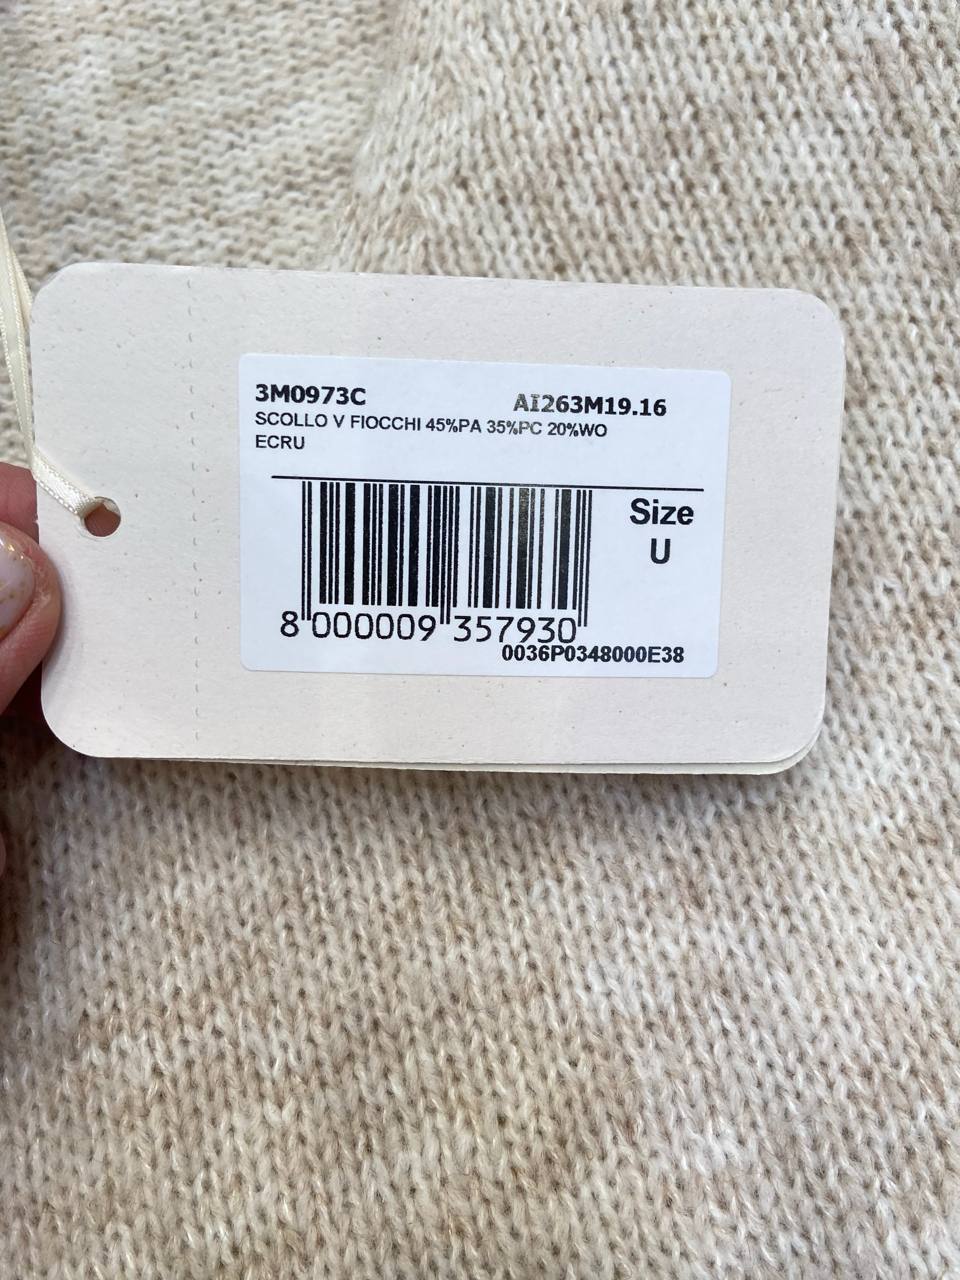 3M0973C AI263M19.16
SCOLLO V FIOCCHI 45%PA 35%PC 20%WO
ECRU
Size
U
8 000009 357930
0036P0348000E38